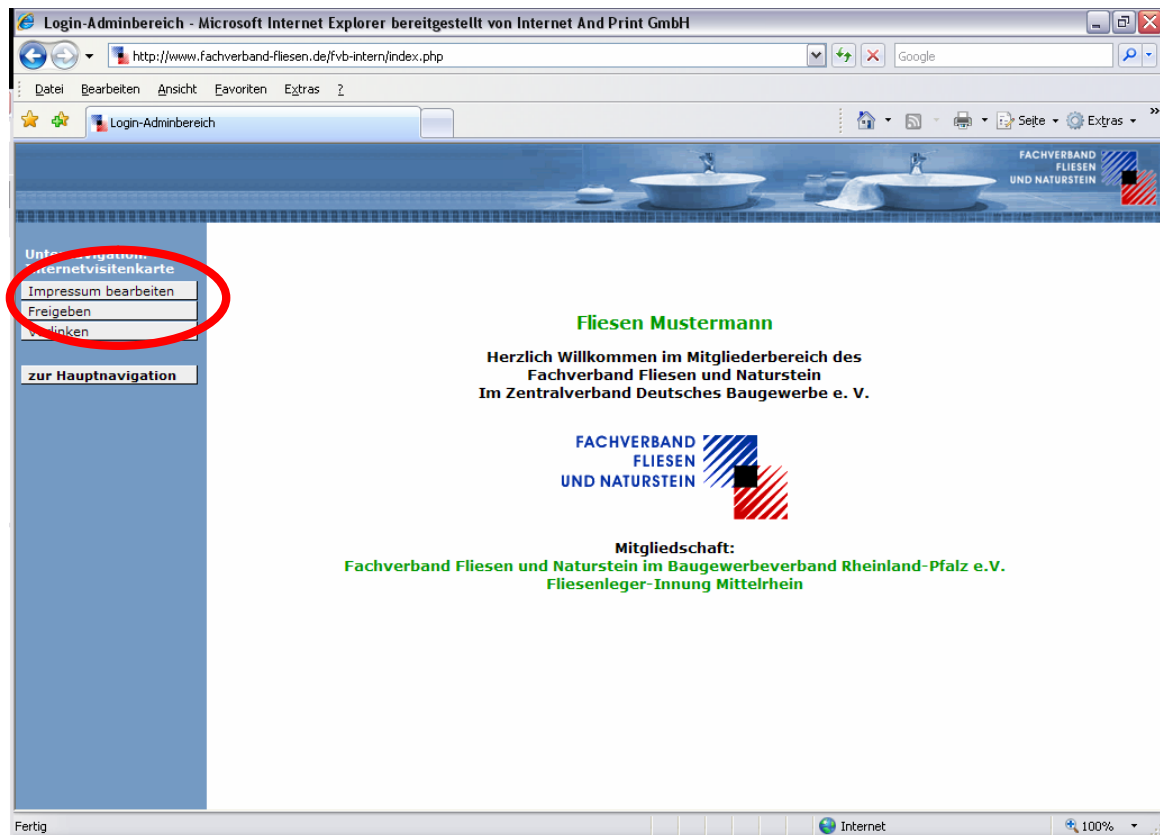 Login-Adminbereich - Microsoft Internet Explorer bereitgestellt von Internet And Print GmbH
http://www.fachverband-fliesen.de/fvb-intern/index.php
Google
Datei Bearbeiten Ansicht Favoriten Extras ?
Login-Adminbereich
Seite Extras »
FACHVERBAND
FLIESEN
UND NATURSTEIN
Internetvisitenkarte
Impressum bearbeiten
Freigeben
Verlinken
zur Hauptnavigation
Fliesen Mustermann
Herzlich Willkommen im Mitgliederbereich des
Fachverband Fliesen und Naturstein
Im Zentralverband Deutsches Baugewerbe e. V.
FACHVERBAND
FLIESEN
UND NATURSTEIN
Mitgliedschaft:
Fachverband Fliesen und Naturstein im Baugewerbeverband Rheinland-Pfalz e.V.
Fliesenleger-Innung Mittelrhein
Fertig
Internet
100%